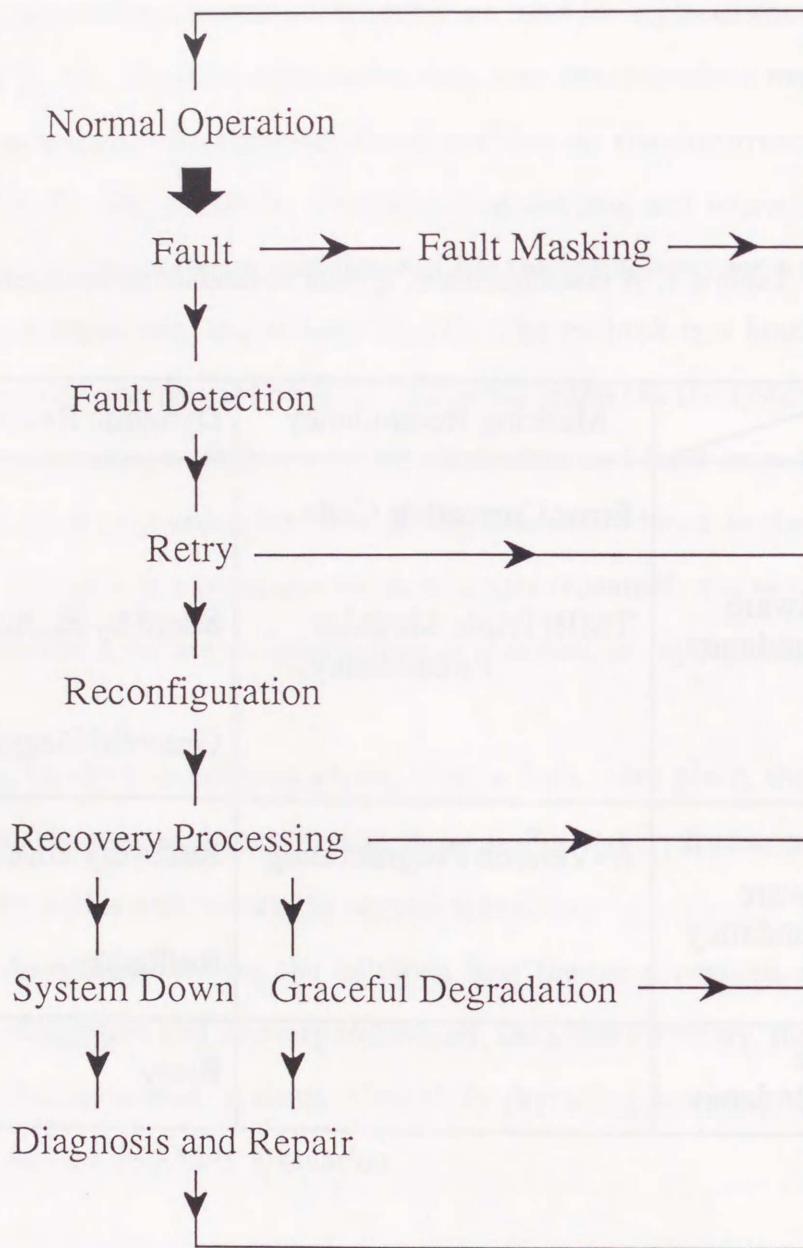 Normal Operation
Fault
Fault Masking
Fault Detection
Retry
Reconfiguration
Recovery Processing
System Down
Graceful Degradation
Diagnosis and Repair